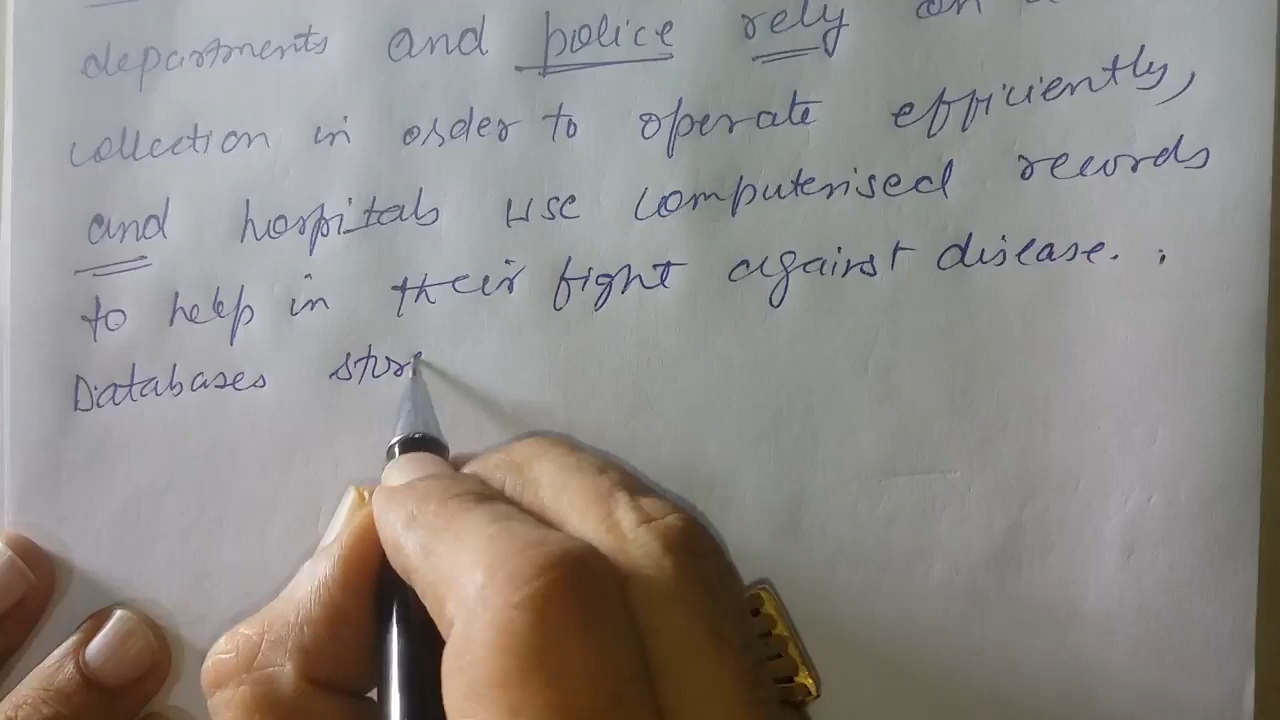 departments and police rely on
collection in order to operate efficiently,
and hospitals use computerised records
to help in their fight against disease. .
Databases stor